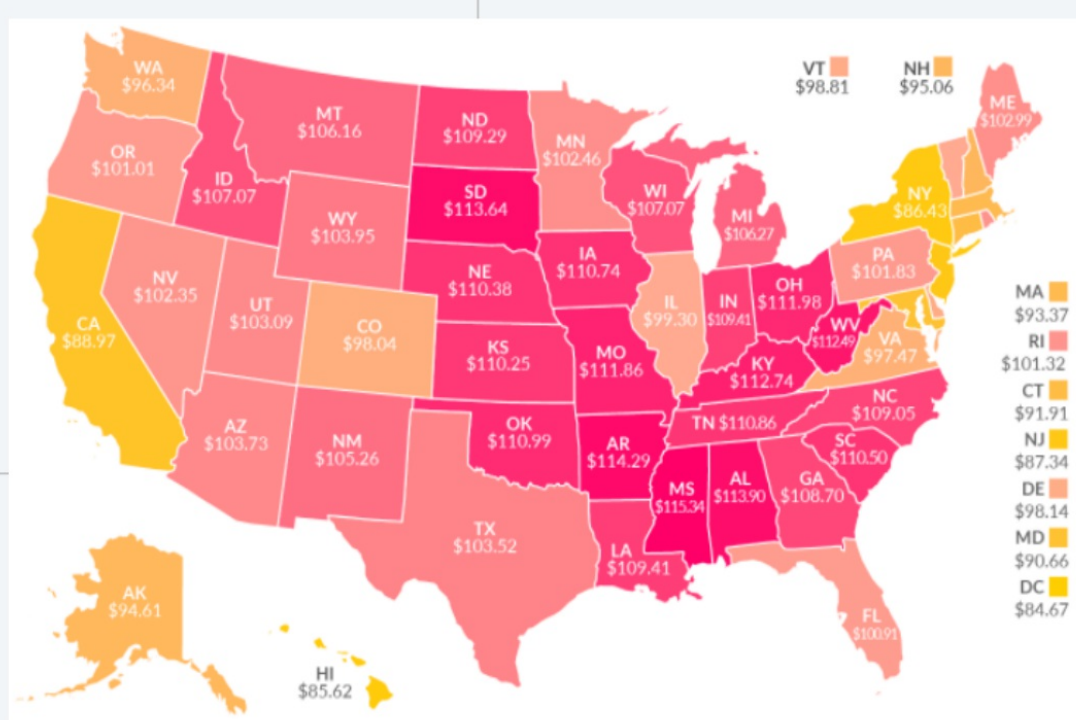 WA
$96.34
OR
$101.01
CA
$88.97
ID
$107.07
NV
$102.35
MT
$106.16
WY
$103.95
UT
$103.09
AZ
$103.73
CO
$98.04
NM
$105.26
ND
$109.29
SD
$113.64
NE
$110.38
KS
$110.25
OK
$110.99
TX
$103.52
MN
$102.46
IA
$110.74
MO
$111.86
AR
$114.29
LA
$109.41
WI
$107.07
IL
$99.30
MI
$106.27
IN
$109.41
OH
$111.98
KY
$112.74
TN $110.86
MS
$115.34
AL
$113.90
GA
$108.70
FL
$100.91
SC
$110.50
NC
$109.05
WV
$112.49
VA
$97.47
PA
$101.83
NY
$86.43
ME
$102.99
VT
$98.81
NH
$95.06
MA
$93.37
RI
$101.32
CT
$91.91
NJ
$87.34
DE
$98.14
MD
$90.66
DC
$84.67
AK
$94.61
HI
$85.62